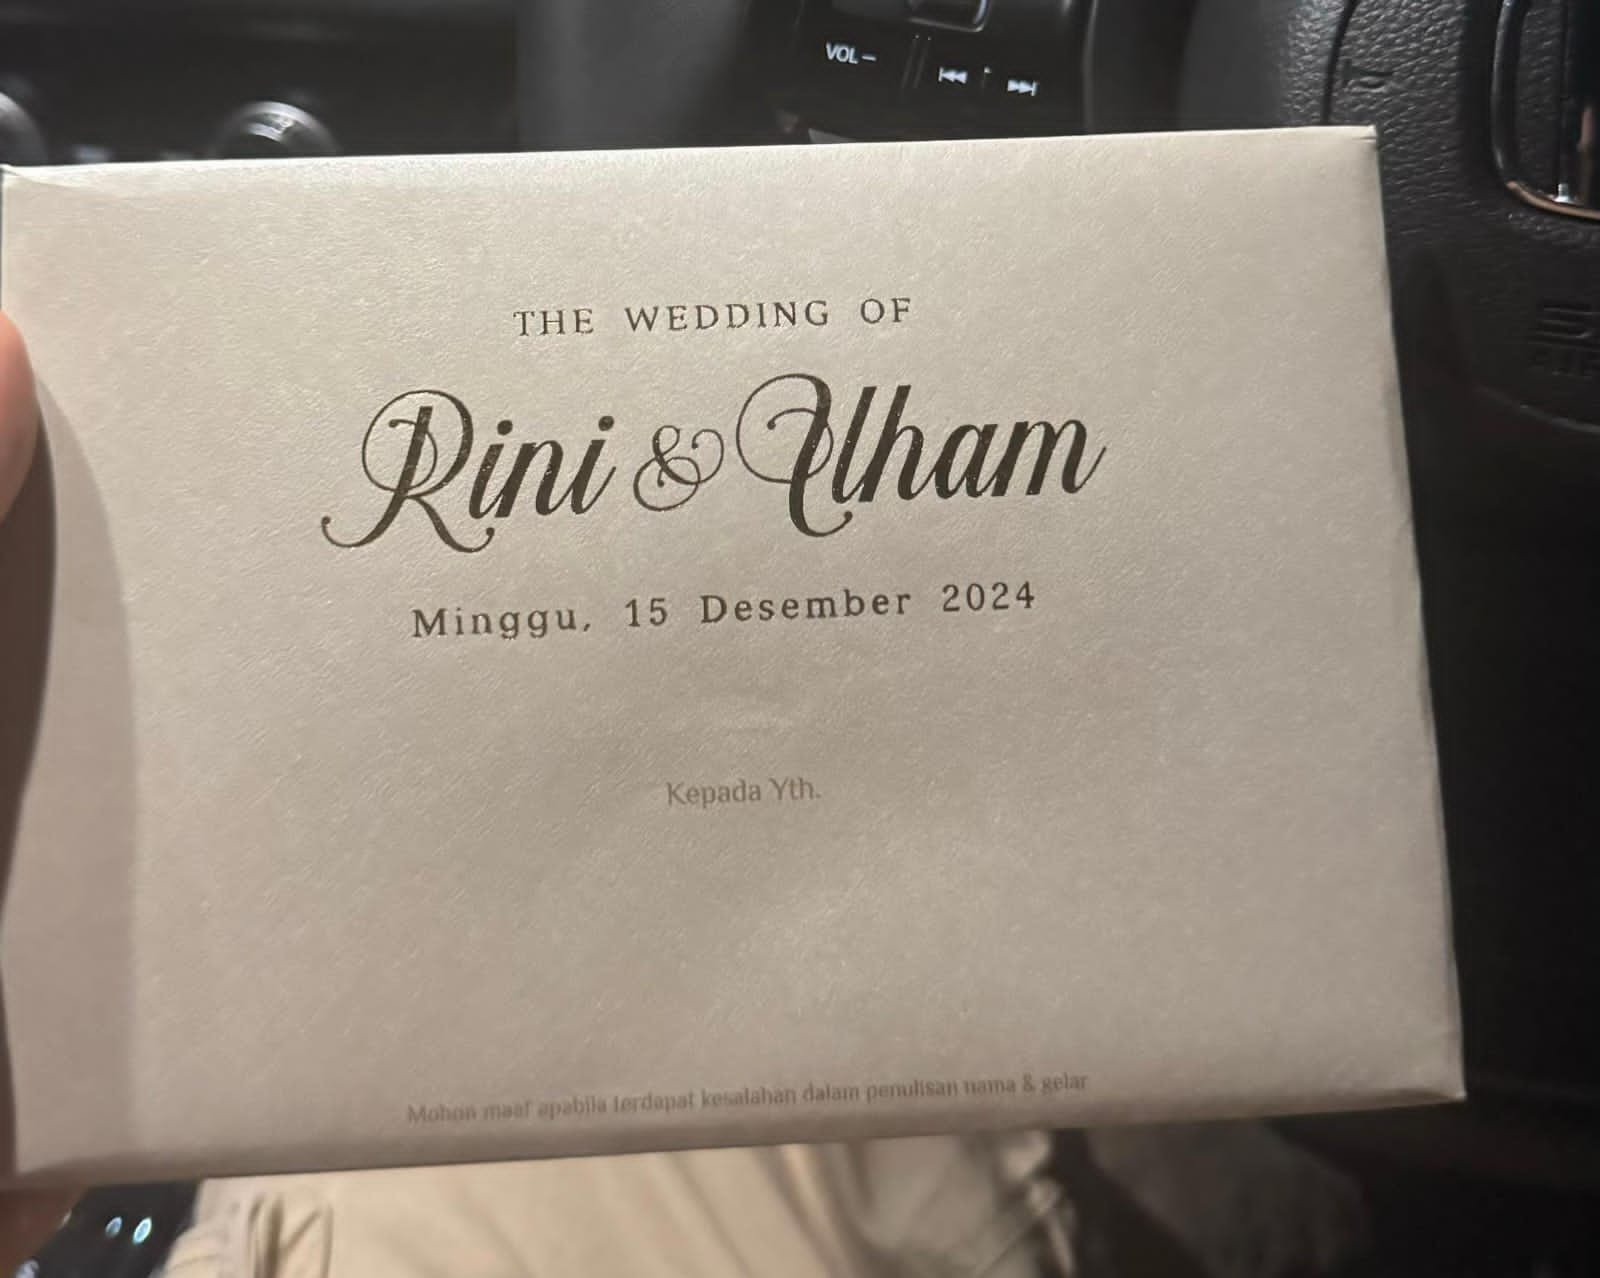 VOL −
THE WEDDING OF
Rini & Ilham
Minggu, 15 Desember 2024
Kepada Yth.
Mohon maaf apabila terdapat kesalahan dalam penulisan nama & gelar